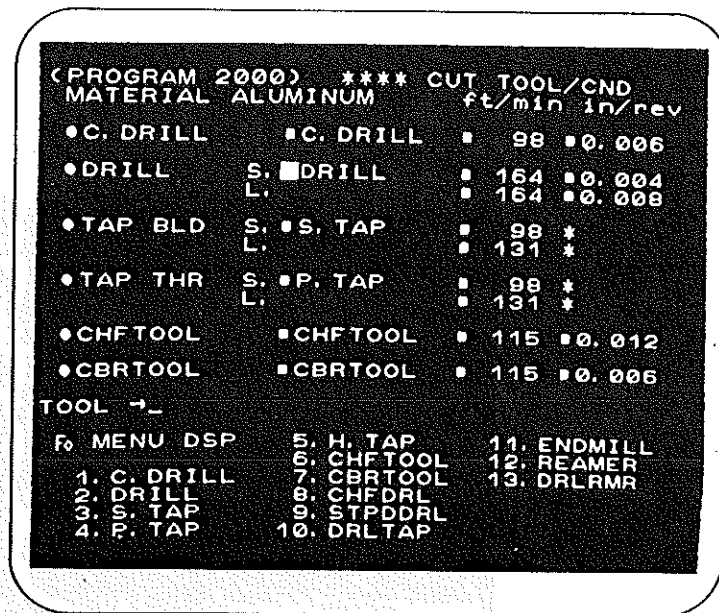 (PROGRAM 2000) **** CUT TOOL/CND
MATERIAL ALUMINUM ft/min in/rev
●C. DRILL ■C. DRILL ■ 98 ■0.006
●DRILL S. ■DRILL ■ 164 ■0.004
L. ■ 164 ■0.008
●TAP BLD S. ■S. TAP ■ 98 *
L. ■ 131 *
●TAP THR S. ■P. TAP ■ 98 *
L. ■ 131 *
●CHFTOOL ■CHFTOOL ■ 115 ■0.012
●CBRTOOL ■CBRTOOL ■ 115 ■0.006
TOOL →_
F0 MENU DSP
1. C. DRILL
2. DRILL
3. S. TAP
4. P. TAP
5. H. TAP
6. CHFTOOL
7. CBRTOOL
8. CHFDRL
9. STPDDRL
10. DRLTAP
11. ENDMILL
12. REAMER
13. DRLRMR